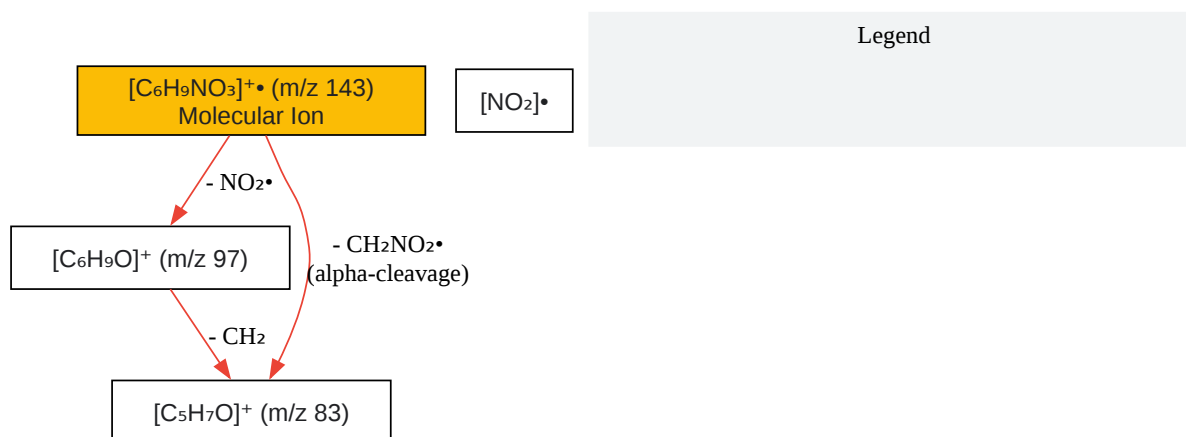 Legend
[C₆H₉NO₃]⁺• (m/z 143)
Molecular Ion
[NO₂]•
- NO₂•
- CH₂NO₂•
(alpha-cleavage)
[C₆H₉O]⁺ (m/z 97)
- CH₂
[C₅H₇O]⁺ (m/z 83)